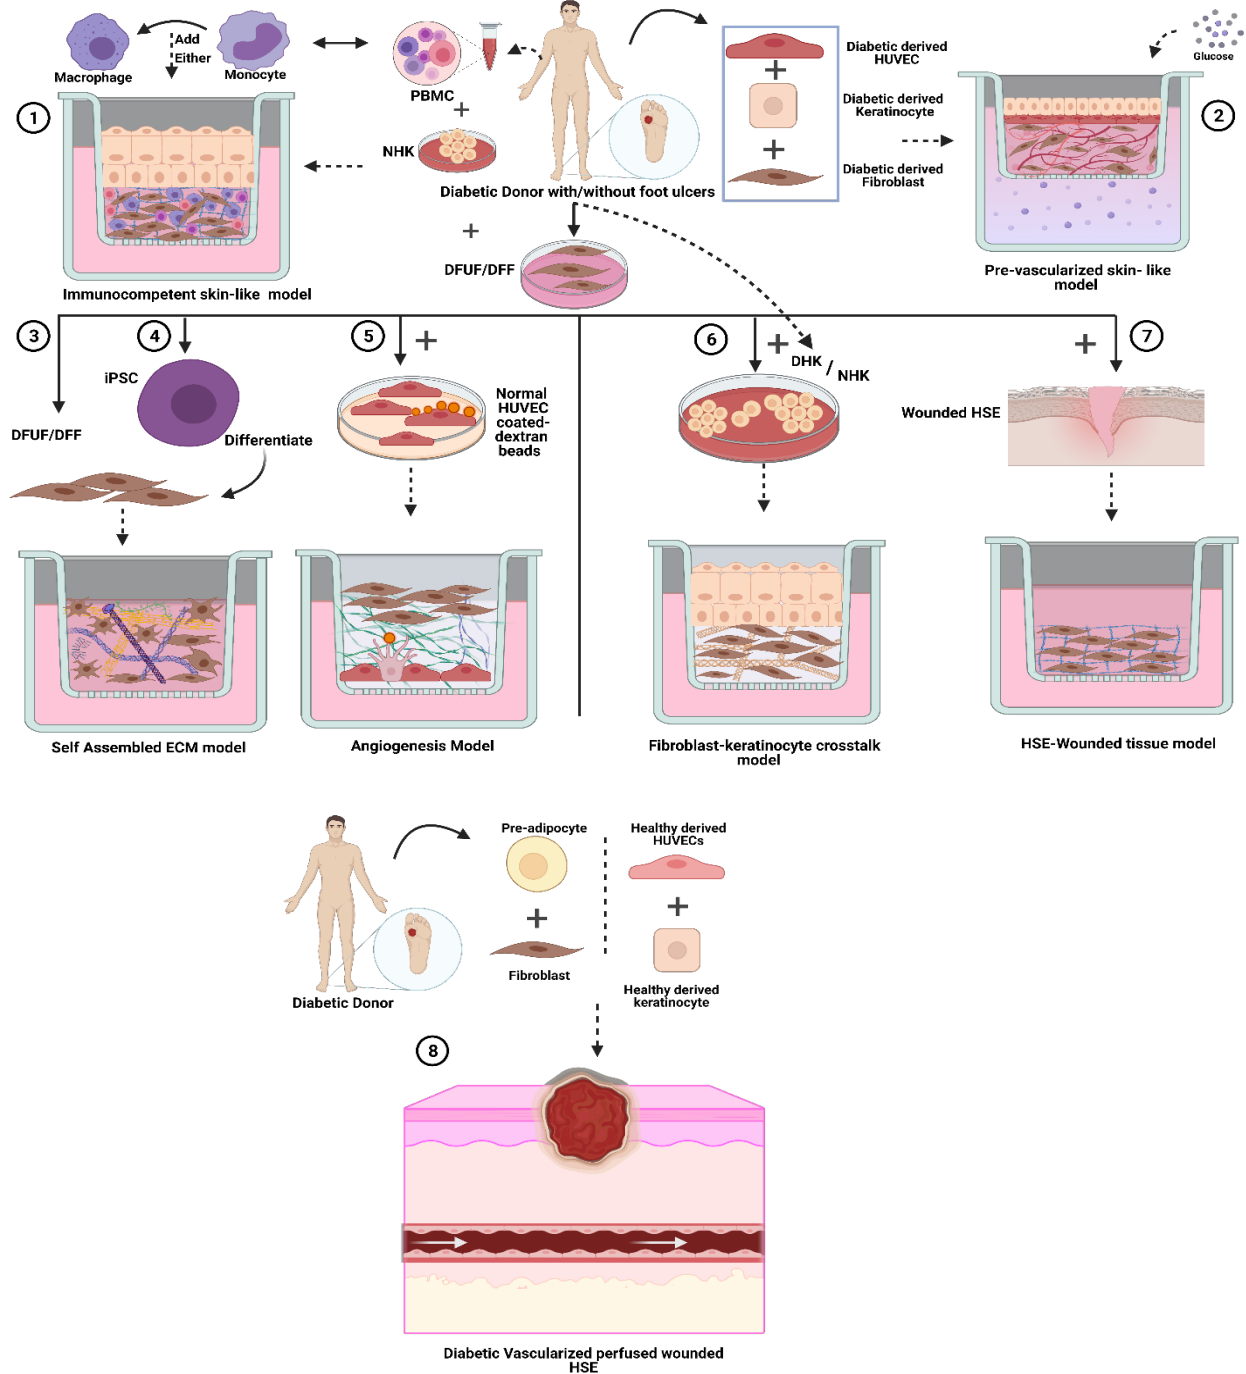 Macrophage
Add
Either
Monocyte
PBMC
NHK
Diabetic Donor with/without foot ulcers
Diabetic derived
HUVEC
Diabetic derived
Keratinocyte
Diabetic derived
Fibroblast
Glucose
1
Immunocompetent skin-like model
2
Pre-vascularized skin- like
model
DFUF/DFF
3
DFUF/DFF
4
iPSC
Differentiate
5
Normal
HUVEC
coated-
dextran
beads
6
DHK
/ NHK
7
Wounded HSE
Self Assembled ECM model
Angiogenesis Model
Fibroblast-keratinocyte crosstalk
model
HSE-Wounded tissue model
Diabetic Donor
Pre-adipocyte
Fibroblast
Healthy derived
HUVECs
Healthy derived
keratinocyte
8
Diabetic Vascularized perfused wounded
HSE